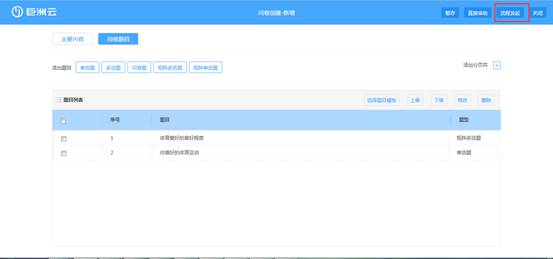 巨洲云
问卷创建-新增
暂存 直接审核 流程发起 关闭
主要内容 问卷题目
添加题目 单选题 多选题 问答题 矩阵多选题 矩阵单选题 添加分页符 +
题目列表 选择题目模板 上移 下移 修改 删除
序号 题目 题型
1 体育爱好的喜好程度 矩阵多选题
2 你喜好的体育运动 单选题